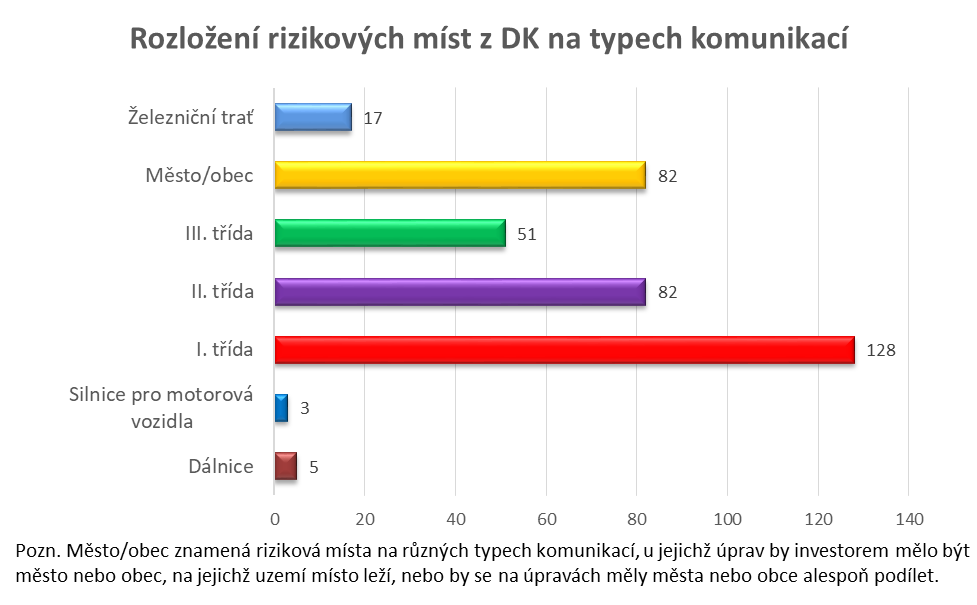 Rozložení rizikových míst z DK na typech komunikací
Železniční trať
17
Město/obec
82
III. třída
51
II. třída
82
I. třída
128
Silnice pro motorová
vozidla
3
Dálnice
5
0 20 40 60 80 100 120 140
Pozn. Město/obec znamená riziková místa na různých typech komunikací, u jejichž úprav by investorem mělo být
město nebo obec, na jejichž uzemí místo leží, nebo by se na úpravách měly města nebo obce alespoň podílet.